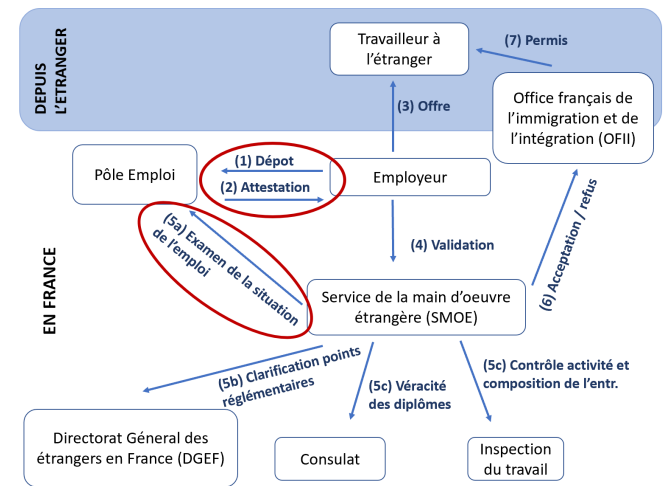 DEPUIS
L'ETRANGER
Travailleur à
l'étranger
(7) Permis
Office français de
l'immigration et de
l'intégration (OFII)
(3) Offre
Pôle Emploi
(1) Dépot
(2) Attestation
Employeur
EN FRANCE
(5a) Examen de la situation
de l'emploi
(4) Validation
(6) Acceptation / refus
Service de la main d'oeuvre
étrangère (SMOE)
(5b) Clarification points
réglémentaires
(5c) Véracité
des diplômes
(5c) Contrôle activité et
composition de l'entr.
Directorat Général des
étrangers en France (DGEF)
Consulat
Inspection
du travail